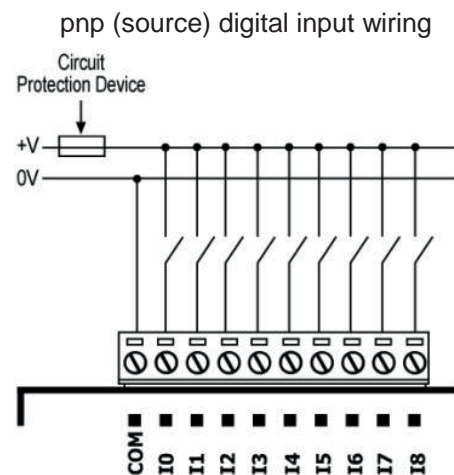 pnp (source) digital input wiring
Circuit
Protection Device
+V
0V
COM
I0
I1
I2
I3
I4
I5
I6
I7
I8